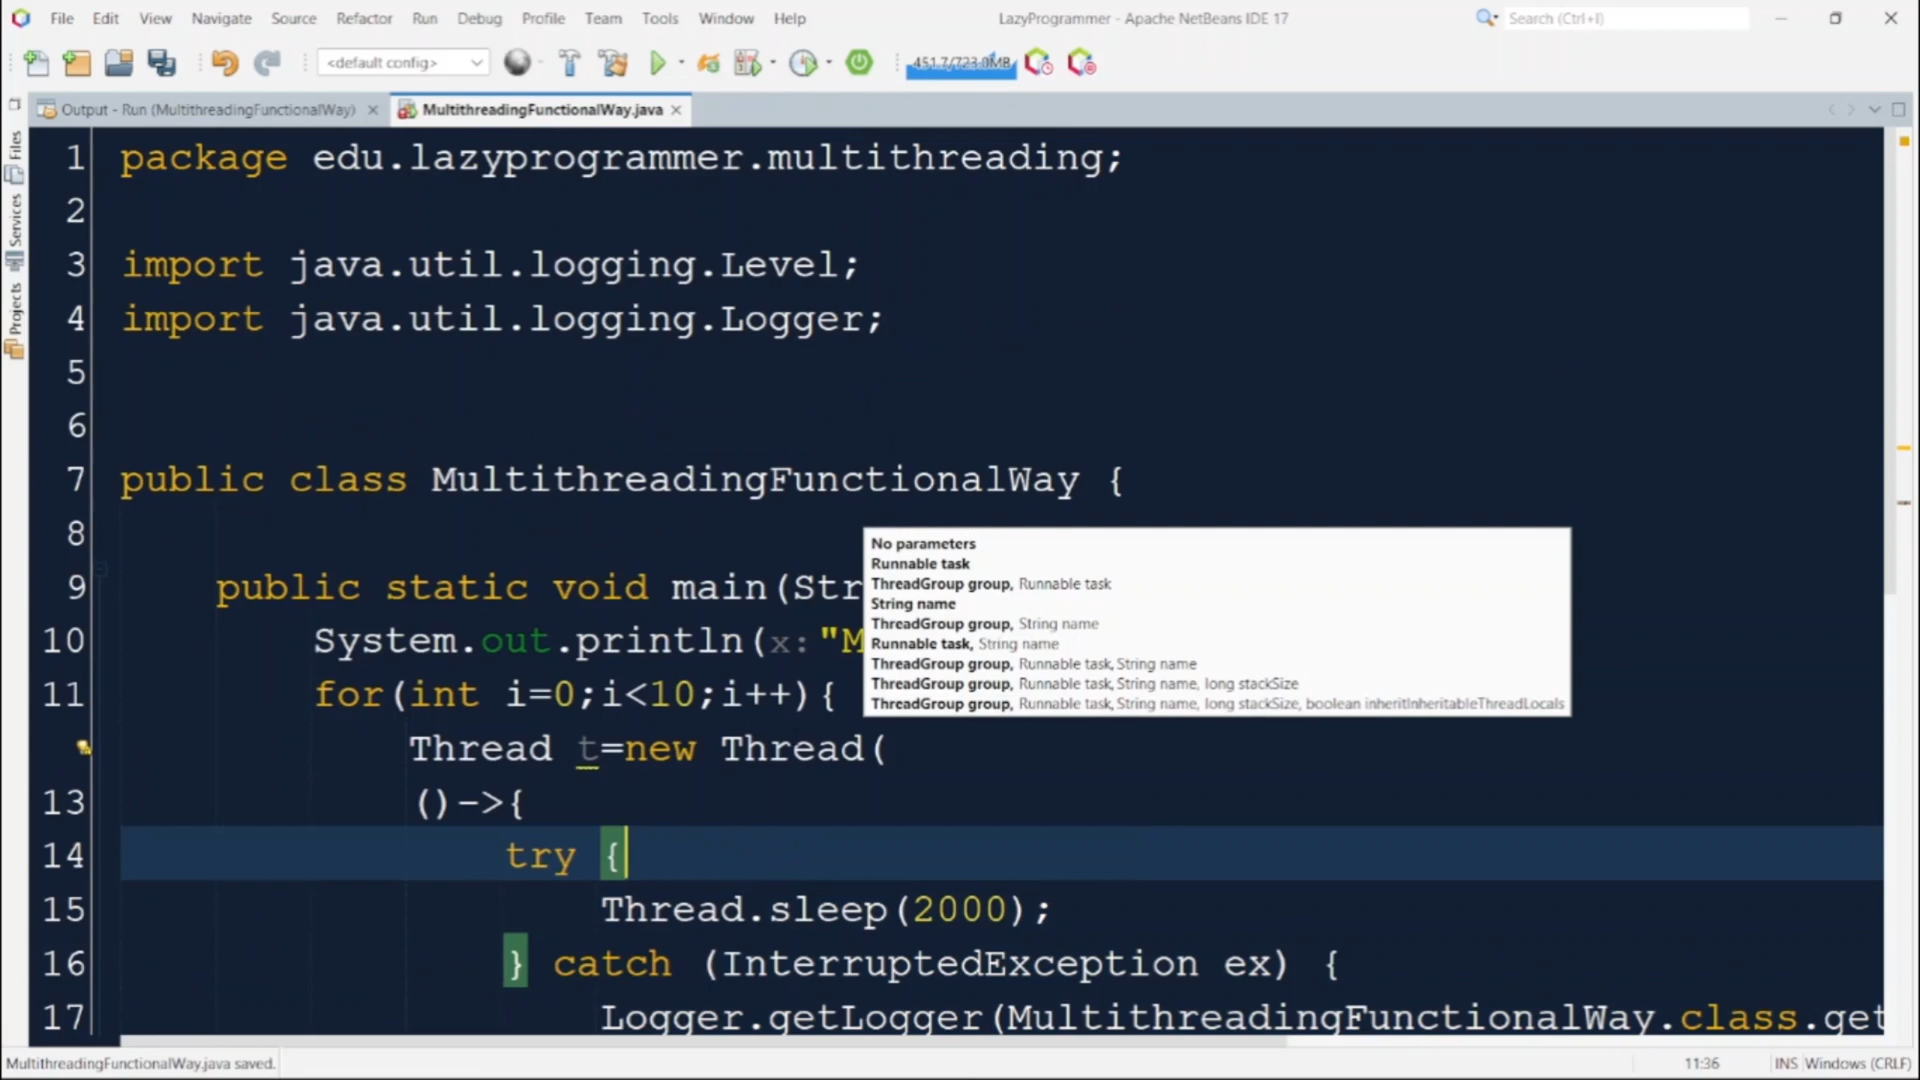 File Edit View Navigate Source Refactor Run Debug Profile Team Tools Window Help LazyProgrammer - Apache NetBeans IDE 17 Search (Ctrl+I)
<default config> 451.7/723.0MB
Output - Run (MultithreadingFunctionalWay) MultithreadingFunctionalWay.java
Files
Services
Projects
1 package edu.lazyprogrammer.multithreading;
2
3 import java.util.logging.Level;
4 import java.util.logging.Logger;
5
6
7 public class MultithreadingFunctionalWay {
8
9 public static void main(Str
10 System.out.println(x: "M
11 for(int i=0;i<10;i++){
Thread t=new Thread(
13 ()->{
14 try {
15 Thread.sleep(2000);
16 } catch (InterruptedException ex) {
17 Logger.getLogger(MultithreadingFunctionalWay.class.get
No parameters
Runnable task
ThreadGroup group, Runnable task
String name
ThreadGroup group, String name
Runnable task, String name
ThreadGroup group, Runnable task, String name
ThreadGroup group, Runnable task, String name, long stackSize
ThreadGroup group, Runnable task, String name, long stackSize, boolean inheritInheritableThreadLocals
MultithreadingFunctionalWay.java saved. 11:36 INS Windows (CRLF)